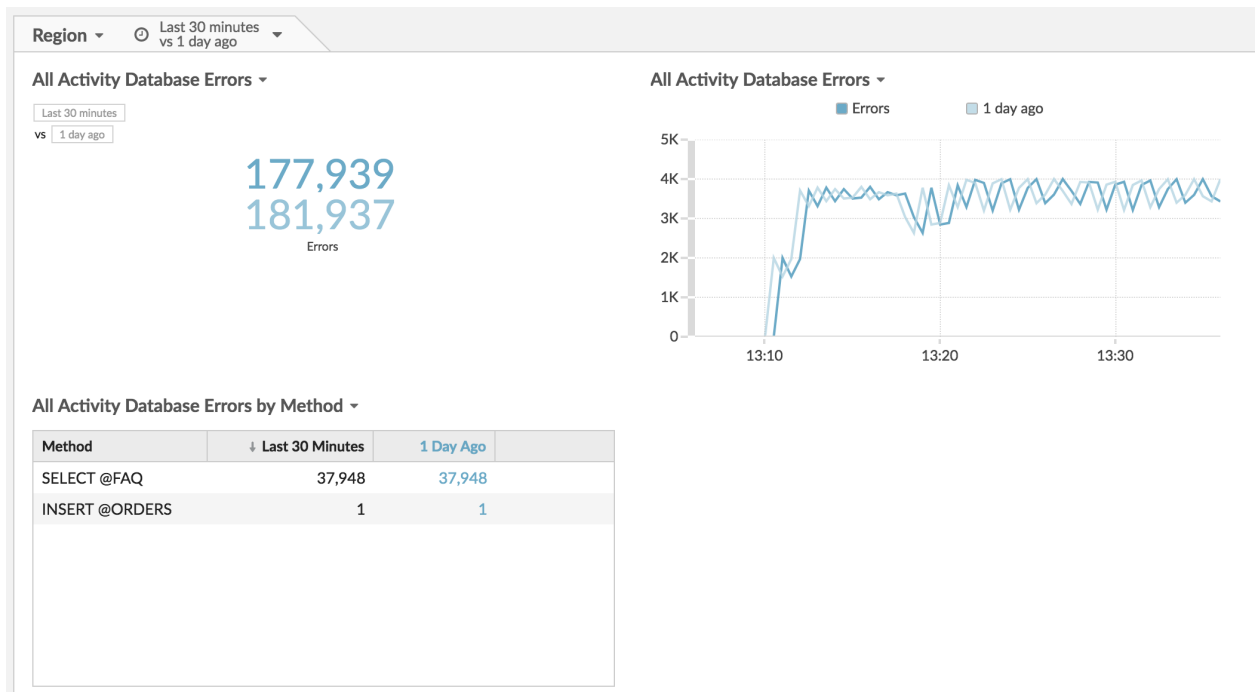 Region
Last 30 minutes
vs 1 day ago
All Activity Database Errors
Last 30 minutes
vs 1 day ago
177,939
181,937
Errors
All Activity Database Errors
Errors 1 day ago
5K
4K
3K
2K
1K
0
13:10 13:20 13:30
All Activity Database Errors by Method
Method ↓ Last 30 Minutes 1 Day Ago
SELECT @FAQ 37,948 37,948
INSERT @ORDERS 1 1